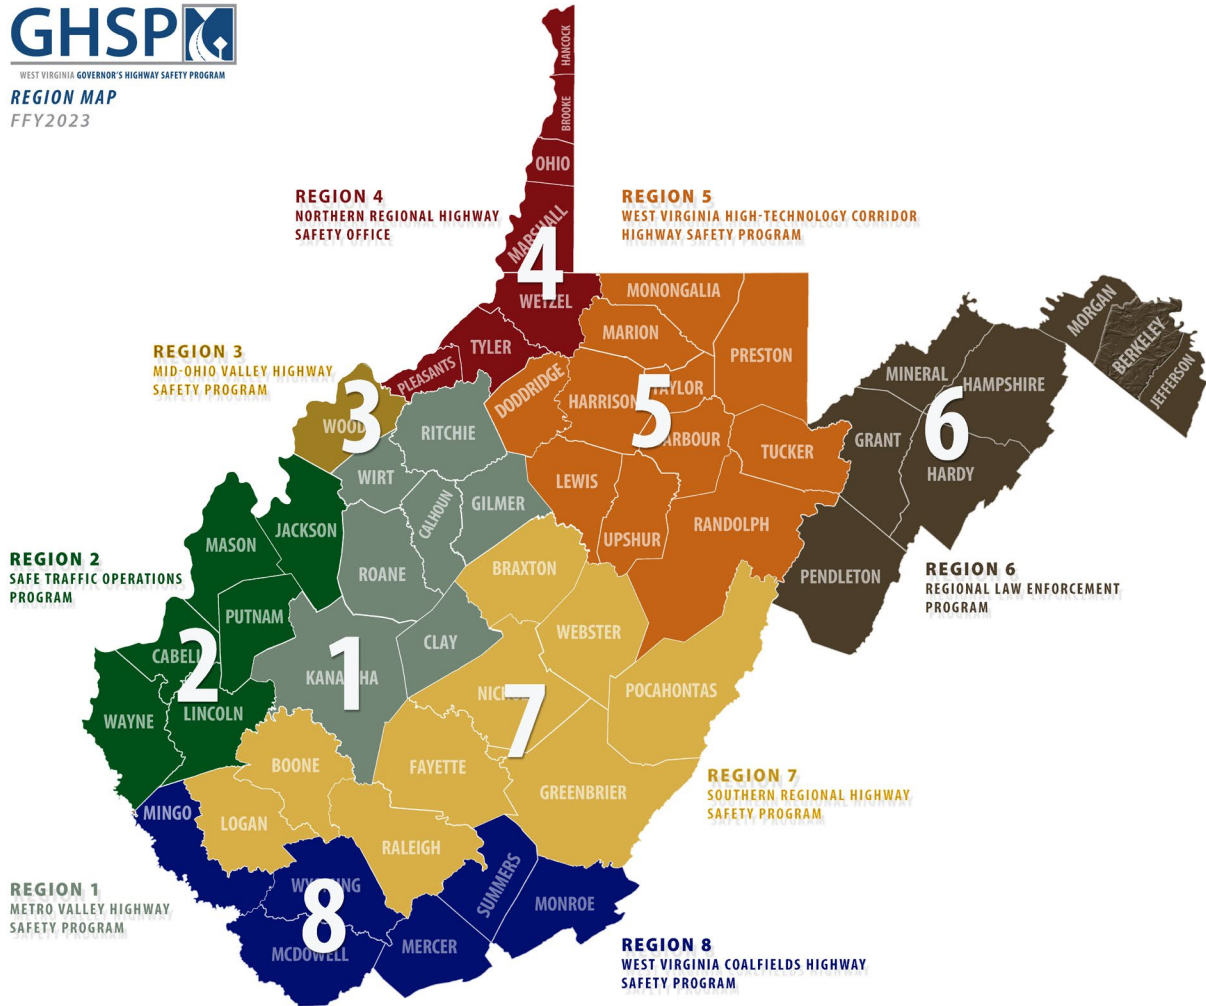 GHSP
WEST VIRGINIA GOVERNOR'S HIGHWAY SAFETY PROGRAM
REGION MAP
FFY2023
HANCOCK
BROOKE
OHIO
MARSHALL
4
WETZEL
TYLER
PLEASANTS
REGION 4
NORTHERN REGIONAL HIGHWAY
SAFETY OFFICE
REGION 5
WEST VIRGINIA HIGH-TECHNOLOGY CORRIDOR
HIGHWAY SAFETY PROGRAM
MONONGALIA
MARION
PRESTON
DODDRIDGE
HARRISON
TAYLOR
5
BARBOUR
TUCKER
LEWIS
UPSHUR
RANDOLPH
MORGAN
BERKELEY
JEFFERSON
MINERAL
HAMPSHIRE
6
GRANT
HARDY
PENDLETON
REGION 6
REGIONAL LAW ENFORCEMENT
PROGRAM
REGION 3
MID-OHIO VALLEY HIGHWAY
SAFETY PROGRAM
WOOD
3
RITCHIE
WIRT
CALHOUN
GILMER
ROANE
CLAY
KANAWHA
1
JACKSON
MASON
PUTNAM
CABELL
2
WAYNE
LINCOLN
REGION 2
SAFE TRAFFIC OPERATIONS
PROGRAM
BRAXTON
WEBSTER
POCAHONTAS
7
FAYETTE
GREENBRIER
BOONE
LOGAN
RALEIGH
REGION 7
SOUTHERN REGIONAL HIGHWAY
SAFETY PROGRAM
MINGO
WYOMING
8
MCDOWELL
MERCER
SUMMERS
MONROE
REGION 1
METRO VALLEY HIGHWAY
SAFETY PROGRAM
REGION 8
WEST VIRGINIA COALFIELDS HIGHWAY
SAFETY PROGRAM